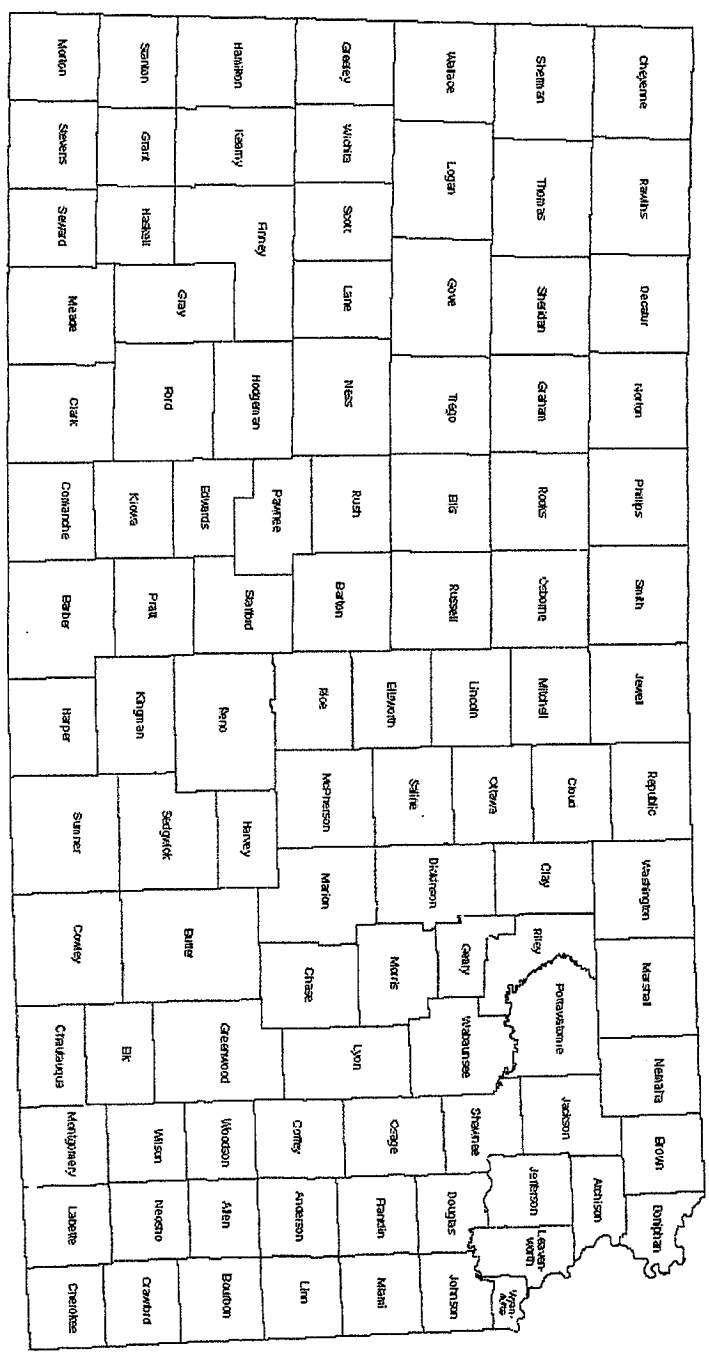 Cheyenne
Rawlins
Decatur
Norton
Phillips
Smith
Jewell
Republic
Washington
Marshall
Nemaha
Brown
Doniphan
Sherman
Thomas
Sheridan
Graham
Rooks
Osborne
Mitchell
Cloud
Clay
Riley
Pottawatomie
Jackson
Atchison
Wallace
Logan
Gove
Trego
Ellis
Russell
Lincoln
Ottawa
Ellsworth
Saline
Dickinson
Geary
Wabaunsee
Shawnee
Jefferson
Leaven-
worth
Wyan-
dotte
Greeley
Wichita
Scott
Lane
Ness
Rush
Barton
Rice
McPherson
Marion
Morris
Chase
Lyon
Osage
Douglas
Johnson
Franklin
Miami
Hamilton
Kearny
Finney
Hodgeman
Pawnee
Stafford
Reno
Harvey
Butler
Greenwood
Coffey
Anderson
Linn
Stanton
Grant
Haskell
Gray
Ford
Edwards
Kiowa
Pratt
Kingman
Sedgwick
Elk
Woodson
Allen
Bourbon
Wilson
Neosho
Crawford
Morton
Stevens
Seward
Meade
Clark
Comanche
Barber
Harper
Sumner
Cowley
Chautauqua
Montgomery
Labette
Cherokee